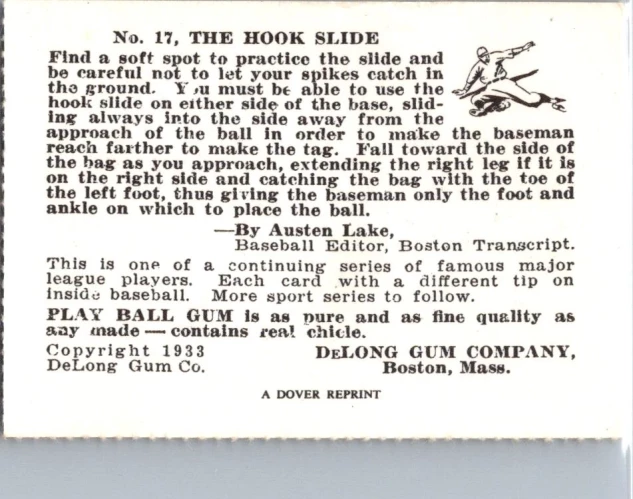 No. 17, THE HOOK SLIDE
Find a soft spot to practice the slide and
be careful not to let your spikes catch in
the ground. You must be able to use the
hook slide on either side of the base, slid-
ing always into the side away from the
approach of the ball in order to make the baseman
reach farther to make the tag. Fall toward the side of
the bag as you approach, extending the right leg if it is
on the right side and catching the bag with the toe of
the left foot, thus giving the baseman only the foot and
ankle on which to place the ball.
—By Austen Lake,
Baseball Editor, Boston Transcript.
This is one of a continuing series of famous major
league players. Each card with a different tip on
inside baseball. More sport series to follow.
PLAY BALL GUM is as pure and as fine quality as
any made — contains real chicle.
Copyright 1933
DeLong Gum Co.
DELONG GUM COMPANY,
Boston, Mass.
A DOVER REPRINT